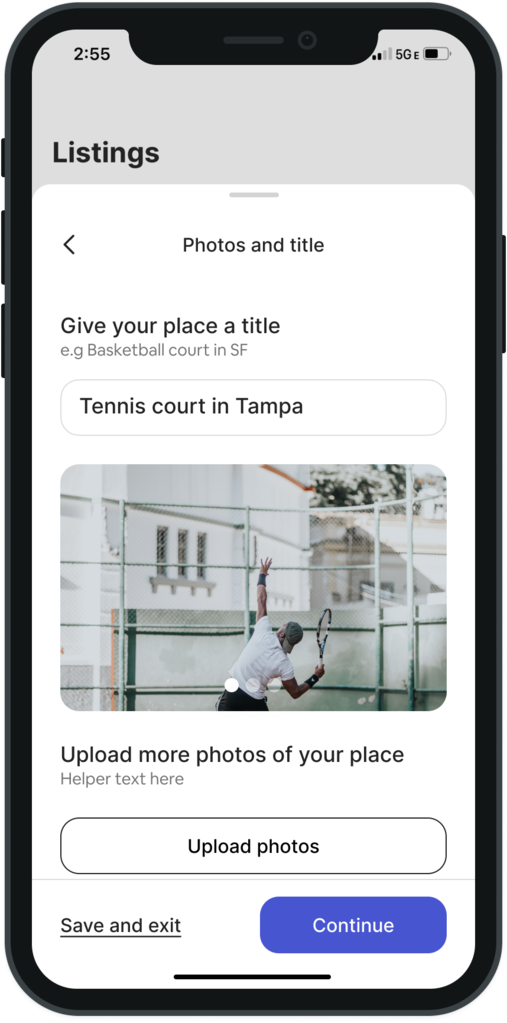 2:55
5G E
Listings
Photos and title
Give your place a title
e.g Basketball court in SF
Tennis court in Tampa
Upload more photos of your place
Helper text here
Upload photos
Save and exit
Continue